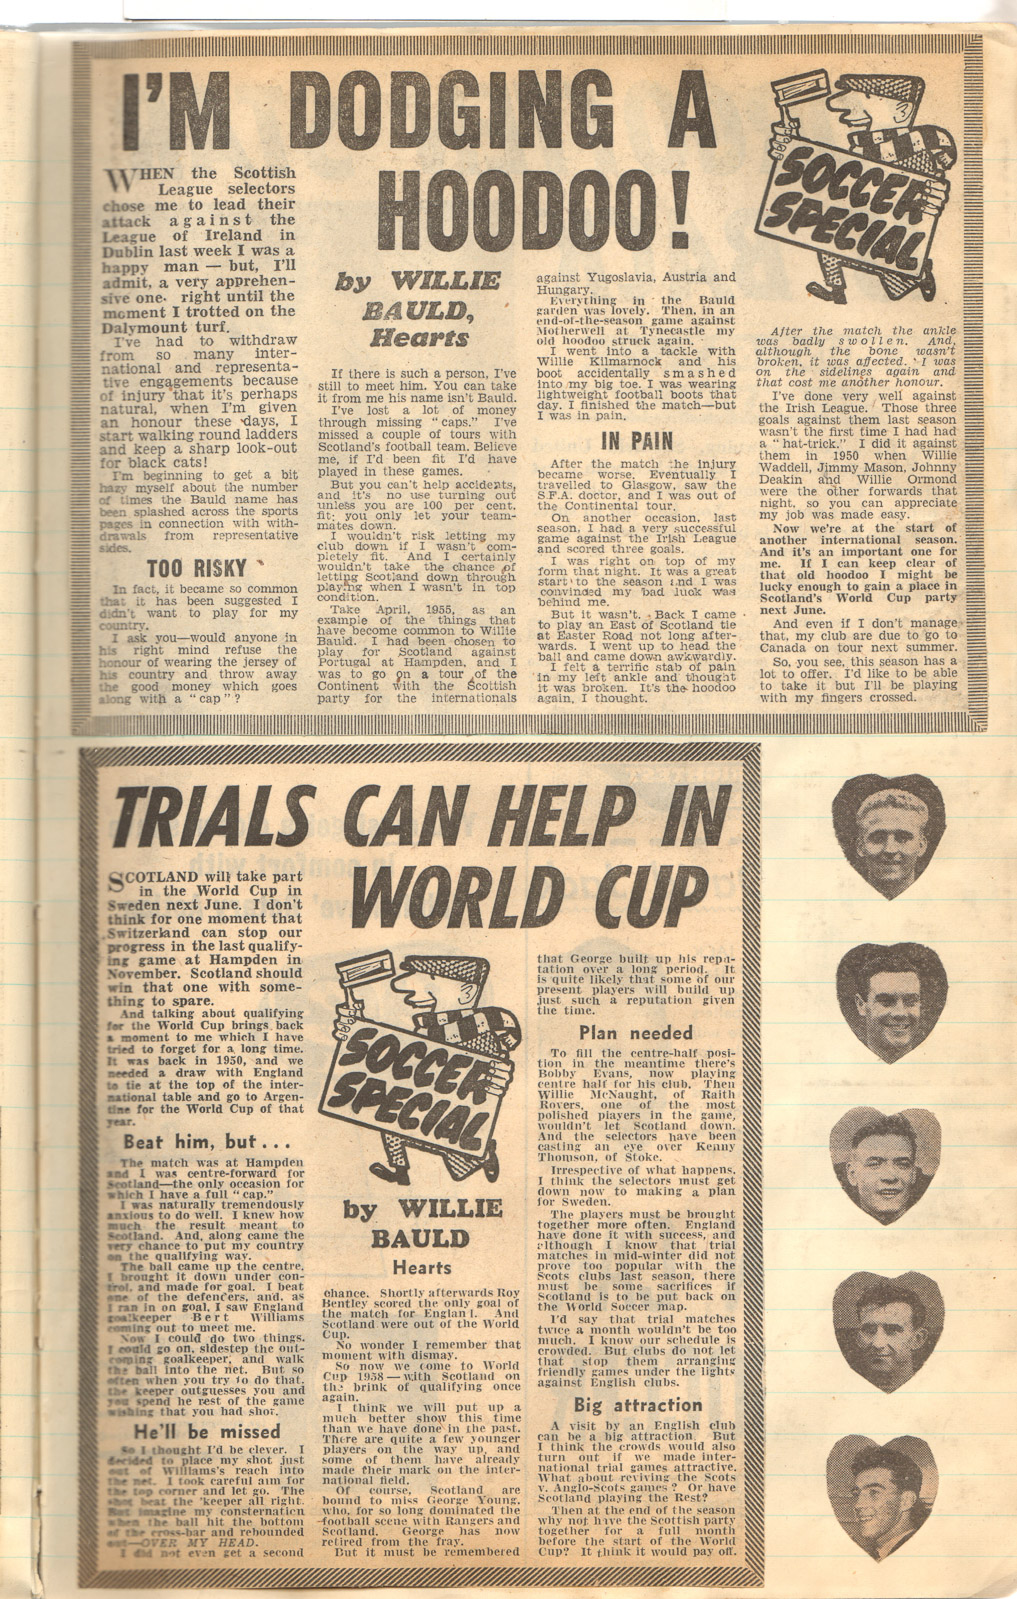 I'M DODGING A
HOODOO!
SOCCER
SPECIAL
WHEN the Scottish
League selectors
chose me to lead their
attack against the
League of Ireland in
Dublin last week I was a
happy man — but, I'll
admit, a very apprehen-
sive one right until the
moment I trotted on the
Dalymount turf.
I've had to withdraw
from so many inter-
national and representa-
tive engagements because
of injury that it's perhaps
natural, when I'm given
an honour these days, I
start walking round ladders
and keep a sharp look-out
for black cats!
I'm beginning to get a bit
hazy myself about the number
of times the Bauld name has
been splashed across the sports
pages in connection with with-
drawals from representative
sides.
TOO RISKY
In fact, it became so common
that it has been suggested I
didn't want to play for my
country.
I ask you—would anyone in
his right mind refuse the
honour of wearing the jersey of
his country and throw away
the good money which goes
along with a "cap"?
by WILLIE
BAULD,
Hearts
If there is such a person, I've
still to meet him. You can take
it from me his name isn't Bauld.
I've lost a lot of money
through missing "caps." I've
missed a couple of tours with
Scotland's football team. Believe
me, if I'd been fit I'd have
played in these games.
But you can't help accidents,
and it's no use turning out
unless you are 100 per cent.
fit; you only let your team-
mates down.
I wouldn't risk letting my
club down if I wasn't com-
pletely fit. And I certainly
wouldn't take the chance of
letting Scotland down through
playing when I wasn't in top
condition.
Take April, 1955, as an
example of the things that
have become common to Willie
Bauld. I had been chosen to
play for Scotland against
Portugal at Hampden, and I
was to go on a tour of the
Continent with the Scottish
party for the internationals
against Yugoslavia, Austria and
Hungary.
Everything in the Bauld
garden was lovely. Then, in an
end-of-the-season game against
Motherwell at Tynecastle my
old hoodoo struck again.
I went into a tackle with
Willie Kilmarnock and his
boot accidentally smashed
into my big toe. I was wearing
lightweight football boots that
day. I finished the match—but
I was in pain.
IN PAIN
After the match the injury
became worse. Eventually I
travelled to Glasgow, saw the
S.F.A. doctor, and I was out of
the Continental tour.
On another occasion, last
season, I had a very successful
game against the Irish League
and scored three goals.
I was right on top of my
form that night. It was a great
start to the season and I was
convinced my bad luck was
behind me.
But it wasn't. Back I came
to play an East of Scotland tie
at Easter Road not long after-
wards. I went up to head the
ball and came down awkwardly.
I felt a terrific stab of pain
in my left ankle and thought
it was broken. It's the hoodoo
again, I thought.
After the match the ankle
was badly swollen. And,
although the bone wasn't
broken, it was affected. I was
on the sidelines again and
that cost me another honour.
I've done very well against
the Irish League. Those three
goals against them last season
wasn't the first time I had had
a "hat-trick." I did it against
them in 1950 when Willie
Waddell, Jimmy Mason, Johnny
Deakin and Willie Ormond
were the other forwards that
night, so you can appreciate
my job was made easy.
Now we're at the start of
another international season.
And it's an important one for
me. If I can keep clear of
that old hoodoo I might be
lucky enough to gain a place in
Scotland's World Cup party
next June.
And even if I don't manage
that, my club are due to go to
Canada on tour next summer.
So, you see, this season has a
lot to offer. I'd like to be able
to take it but I'll be playing
with my fingers crossed.
TRIALS CAN HELP IN
WORLD CUP
SCOTLAND will take part
in the World Cup in
Sweden next June. I don't
think for one moment that
Switzerland can stop our
progress in the last qualify-
ing game at Hampden in
November. Scotland should
win that one with some-
thing to spare.
And talking about qualifying
for the World Cup brings back
a moment to me which I have
tried to forget for a long time.
It was back in 1950, and we
needed a draw with England
to tie at the top of the inter-
national table and go to Argen-
tine for the World Cup of that
year.
Beat him, but . . .
The match was at Hampden
and I was centre-forward for
Scotland—the only occasion for
which I have a full "cap."
I was naturally tremendously
anxious to do well. I knew how
much the result meant to
Scotland. And, along came the
very chance to put my country
on the qualifying way.
The ball came up the centre.
I brought it down under con-
trol, and made for goal. I beat
one of the defenders, and, as
I ran in on goal, I saw England
goalkeeper Bert Williams
coming out to meet me.
Now I could do two things.
I could go on, sidestep the out-
coming goalkeeper, and walk
the ball into the net. But so
often when you try to do that,
the keeper outguesses you and
you spend he rest of the game
wishing that you had shot.
He'll be missed
So I thought I'd be clever. I
decided to place my shot just
out of Williams's reach into
the net. I took careful aim for
the top corner and let go. The
shot beat the 'keeper all right.
But imagine my consternation
when the ball hit the bottom
of the cross-bar and rebounded
out—OVER MY HEAD.
I did not even get a second
SOCCER
SPECIAL
by WILLIE
BAULD
Hearts
chance. Shortly afterwards Roy
Bentley scored the only goal of
the match for England. And
Scotland were out of the World
Cup.
No wonder I remember that
moment with dismay.
So now we come to World
Cup 1958—with Scotland on
the brink of qualifying once
again.
I think we will put up a
much better show this time
than we have done in the past.
There are quite a few younger
players on the way up, and
some of them have already
made their mark on the inter-
national field.
Of course, Scotland are
bound to miss George Young,
who, for so long dominated the
football scene with Rangers and
Scotland. George has now
retired from the fray.
But it must be remembered
that George built up his repu-
tation over a long period. It
is quite likely that some of our
present players will build up
just such a reputation given
the time.
Plan needed
To fill the centre-half posi-
tion in the meantime there's
Bobby Evans, now playing
centre half for his club. Then
Willie McNaught, of Raith
Rovers, one of the most
polished players in the game,
wouldn't let Scotland down.
And the selectors have been
casting an eye over Kenny
Thomson, of Stoke.
Irrespective of what happens,
I think the selectors must get
down now to making a plan
for Sweden.
The players must be brought
together more often. England
have done it with success, and
although I know that trial
matches in mid-winter did not
prove too popular with the
Scots clubs last season, there
must be some sacrifices if
Scotland is to be put back on
the World Soccer map.
I'd say that trial matches
twice a month wouldn't be too
much. I know our schedule is
crowded. But clubs do not let
that stop them arranging
friendly games under the lights
against English clubs.
Big attraction
A visit by an English club
can be a big attraction. But
I think the crowds would also
turn out if we made inter-
national trial games attractive.
What about reviving the Scots
v. Anglo-Scots games? Or have
Scotland playing the Rest?
Then at the end of the season
why not have the Scottish party
together for a full month
before the start of the World
Cup? It think it would pay off.